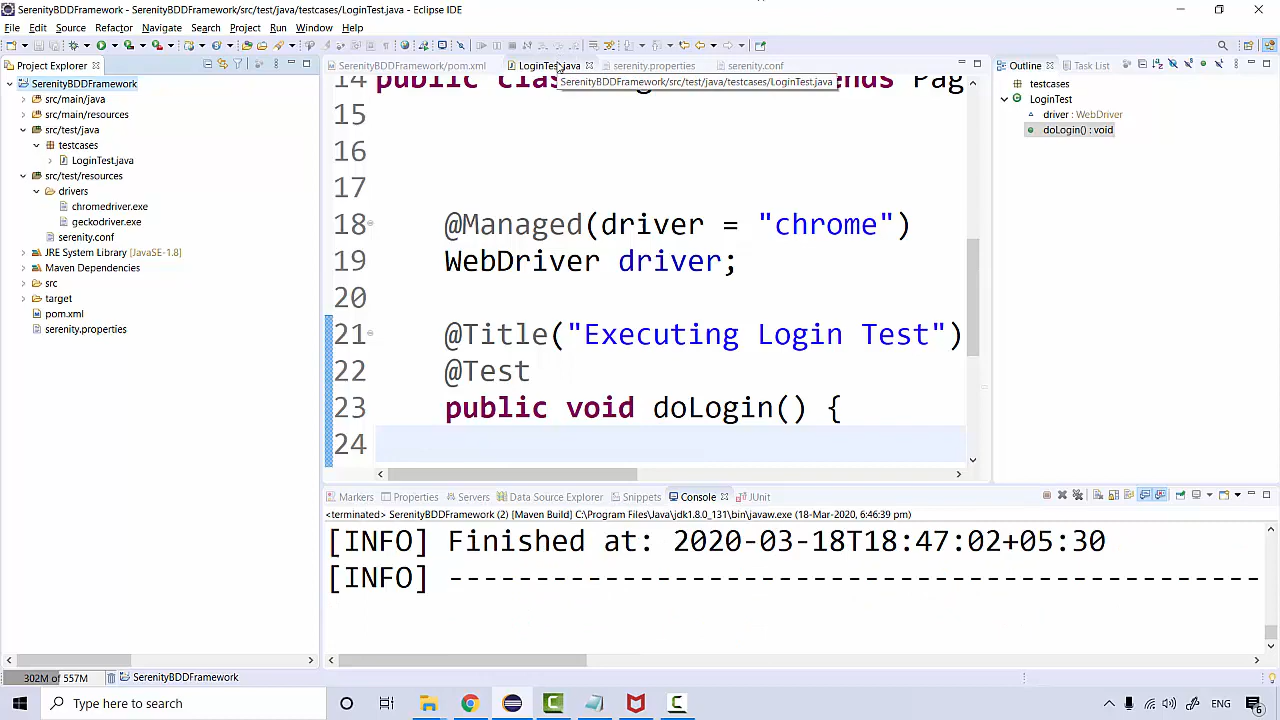 SerenityBDDFramework - SerenityBDDFramework/src/test/java/testcases/LoginTest.java - Eclipse IDE
File Edit Source Refactor Navigate Search Project Run Window Help
Project Explorer
SerenityBDDFramework
src/main/java
src/main/resources
src/test/java
testcases
LoginTest.java
src/test/resources
drivers
chromedriver.exe
geckodriver.exe
serenity.conf
JRE System Library [JavaSE-1.8]
Maven Dependencies
src
target
pom.xml
serenity.properties
SerenityBDDFramework/pom.xml LoginTest.java serenity.properties serenity.conf
SerenityBDDFramework/src/test/java/testcases/LoginTest.java
14 public clas ends Pag
15
16
17
18 @Managed(driver = "chrome")
19 WebDriver driver;
20
21 @Title("Executing Login Test")
22 @Test
23 public void doLogin() {
24
Outline Task List
testcases
LoginTest
driver : WebDriver
doLogin() : void
Markers Properties Servers Data Source Explorer Snippets Console JUnit
<terminated> SerenityBDDFramework (2) [Maven Build] C:\Program Files\Java\jdk1.8.0_131\bin\javaw.exe (18-Mar-2020, 6:46:39 pm)
[INFO] Finished at: 2020-03-18T18:47:02+05:30
[INFO] -----------------------------------------------
302M of 557M SerenityBDDFramework
Type here to search
ENG
6